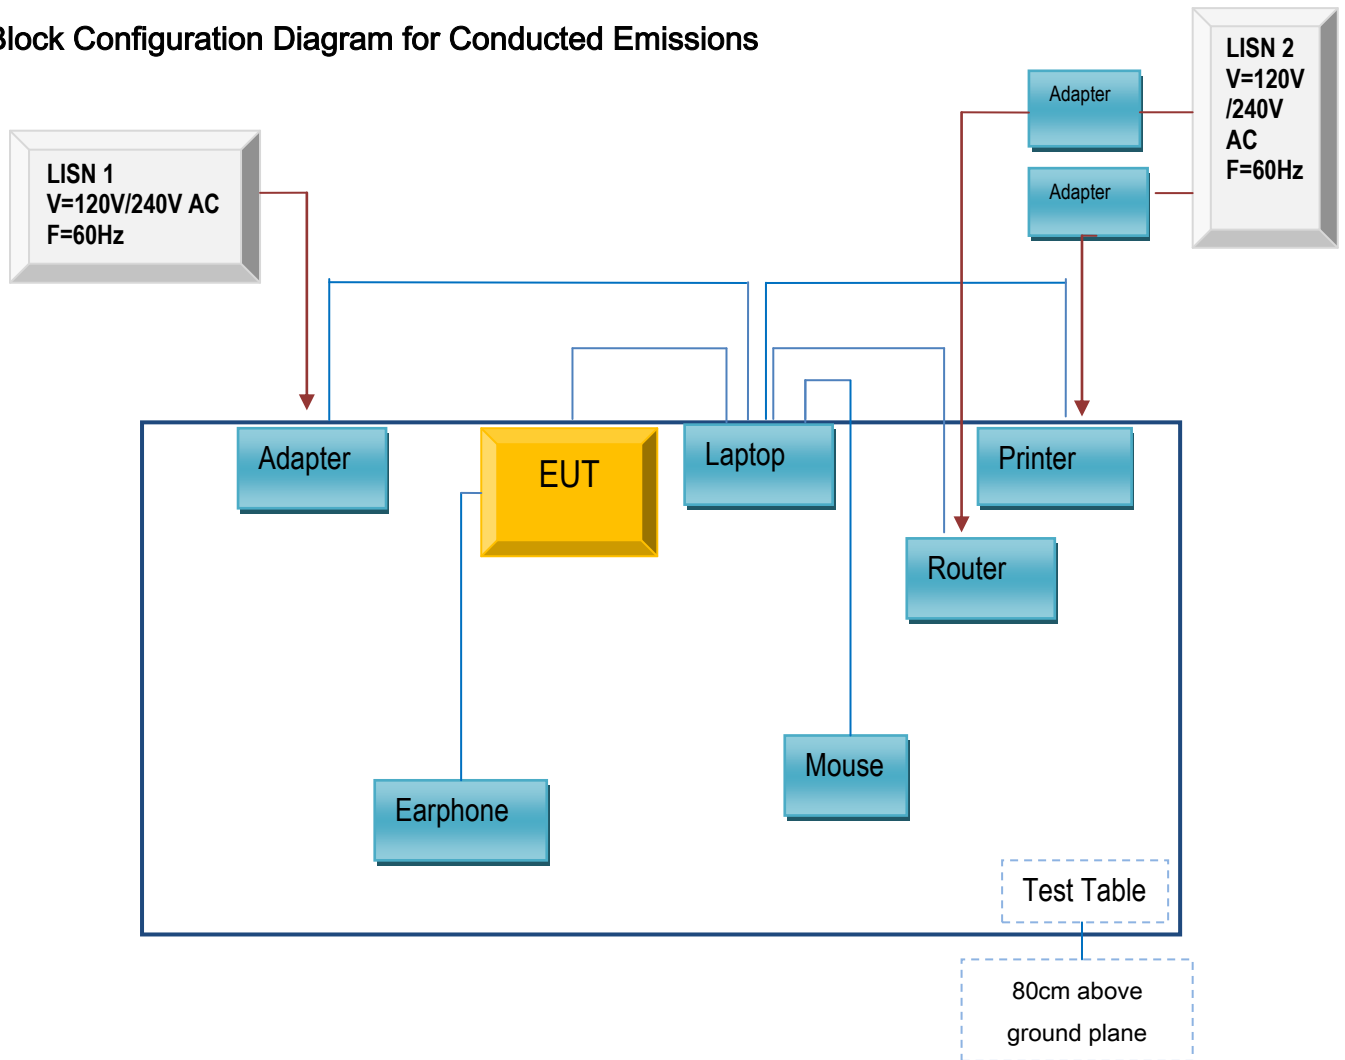 Block Configuration Diagram for Conducted Emissions
LISN 2
V=120V
/240V
AC
F=60Hz
Adapter
Adapter
LISN 1
V=120V/240V AC
F=60Hz
Adapter
EUT
Laptop
Printer
Router
Mouse
Earphone
Test Table
80cm above
ground plane